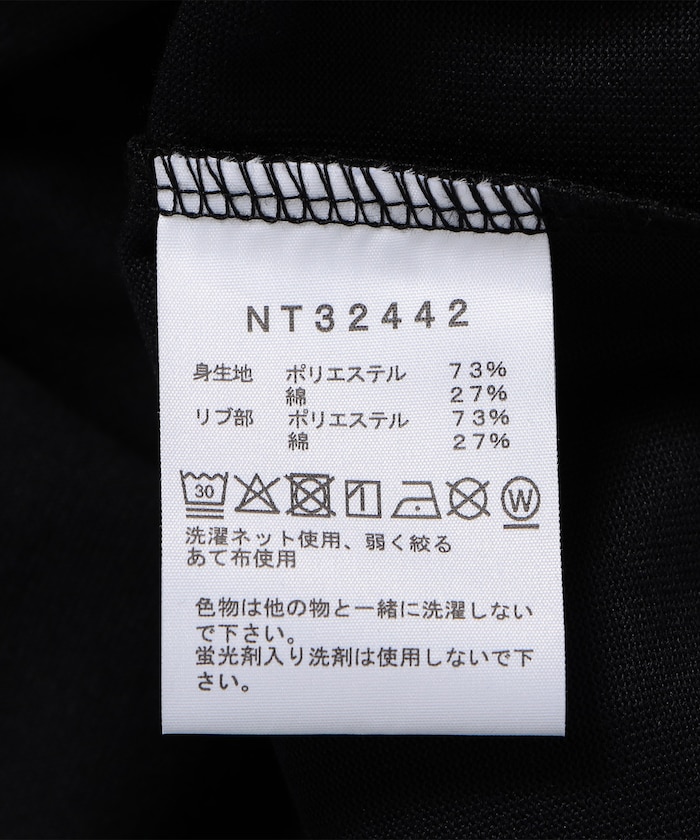 NT32442
身生地 ポリエステル 73%
綿 27%
リブ部 ポリエステル 73%
綿 27%
30 W
洗濯ネット使用、弱く絞る
あて布使用
色物は他の物と一緒に洗濯しない
で下さい。
蛍光剤入り洗剤は使用しないで下
さい。